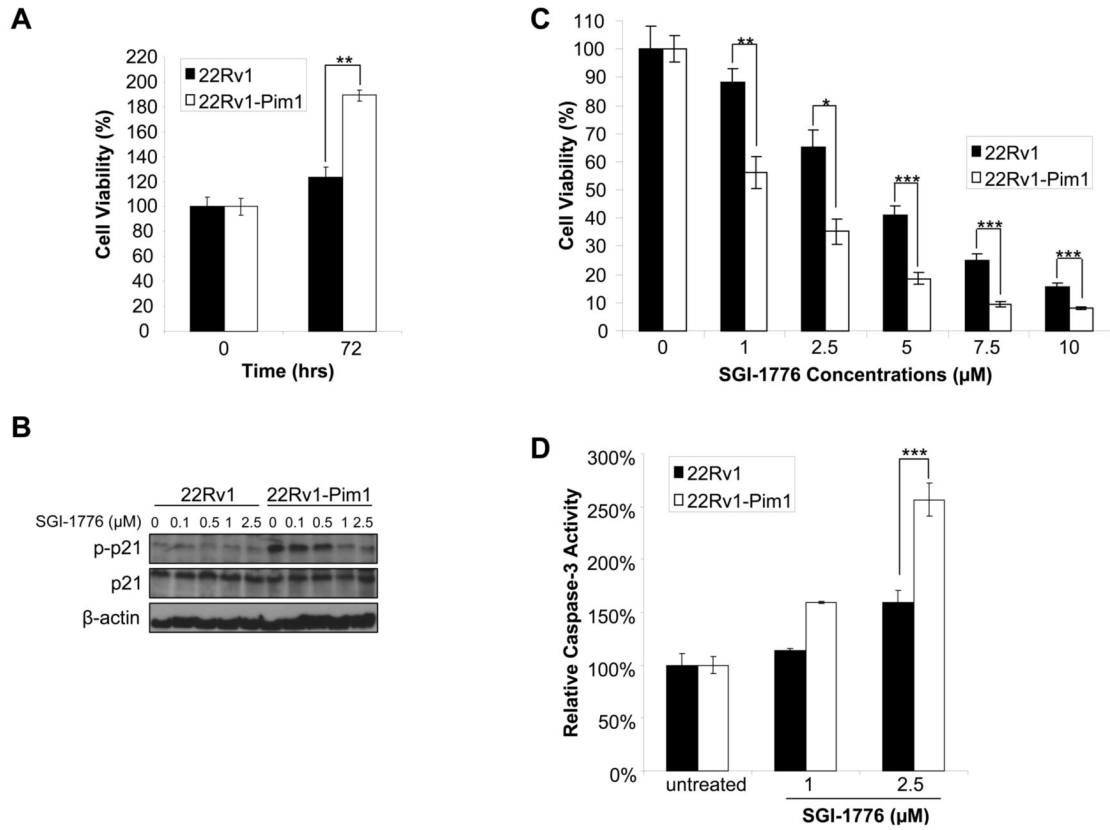 A
220
200
180
160
140
120
100
80
60
40
20
0
Cell Viability (%)
22Rv1
22Rv1-Pim1
**
0 72
Time (hrs)
B
22Rv1 22Rv1-Pim1
SGI-1776 (µM) 0 0.1 0.5 1 2.5 0 0.1 0.5 1 2.5
p-p21
p21
β-actin
C
110
100
90
80
70
60
50
40
30
20
10
0
Cell Viability (%)
** * *** *** ***
22Rv1
22Rv1-Pim1
0 1 2.5 5 7.5 10
SGI-1776 Concentrations (µM)
D
300%
250%
200%
150%
100%
50%
0%
Relative Caspase-3 Activity
22Rv1
22Rv1-Pim1
***
untreated 1 2.5
SGI-1776 (µM)